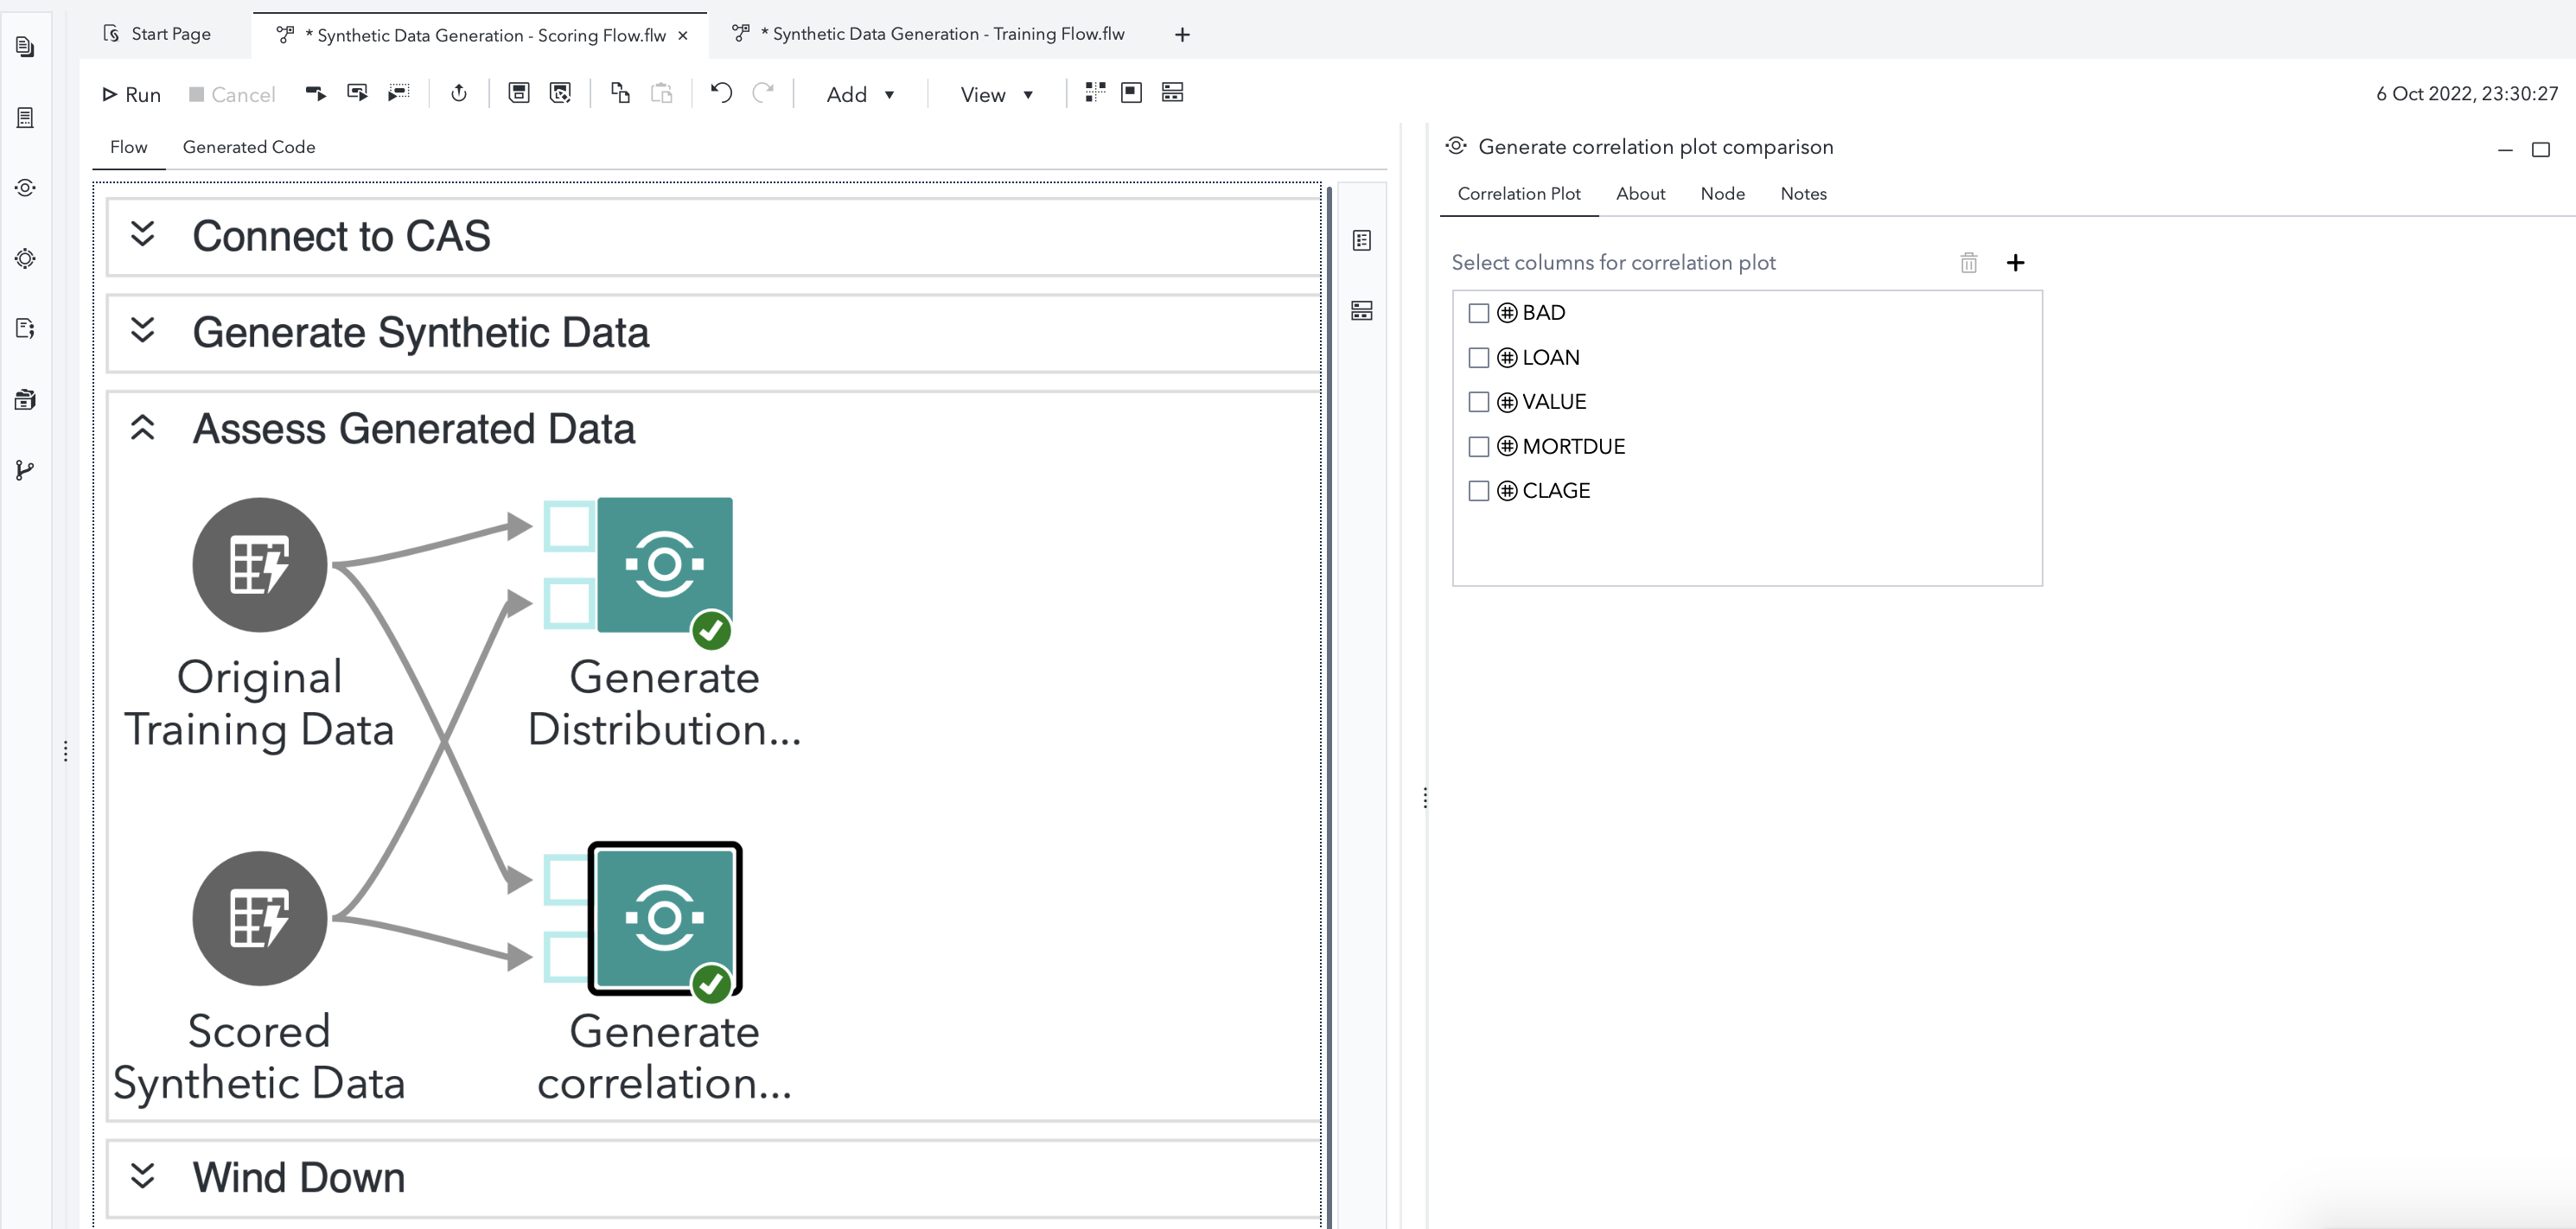 Start Page
* Synthetic Data Generation - Scoring Flow.flw
* Synthetic Data Generation - Training Flow.flw
Run
Cancel
Add
View
6 Oct 2022, 23:30:27
Flow
Generated Code
Connect to CAS
Generate Synthetic Data
Assess Generated Data
Original
Training Data
Generate
Distribution...
Scored
Synthetic Data
Generate
correlation...
Wind Down
Generate correlation plot comparison
Correlation Plot
About
Node
Notes
Select columns for correlation plot
BAD
LOAN
VALUE
MORTDUE
CLAGE